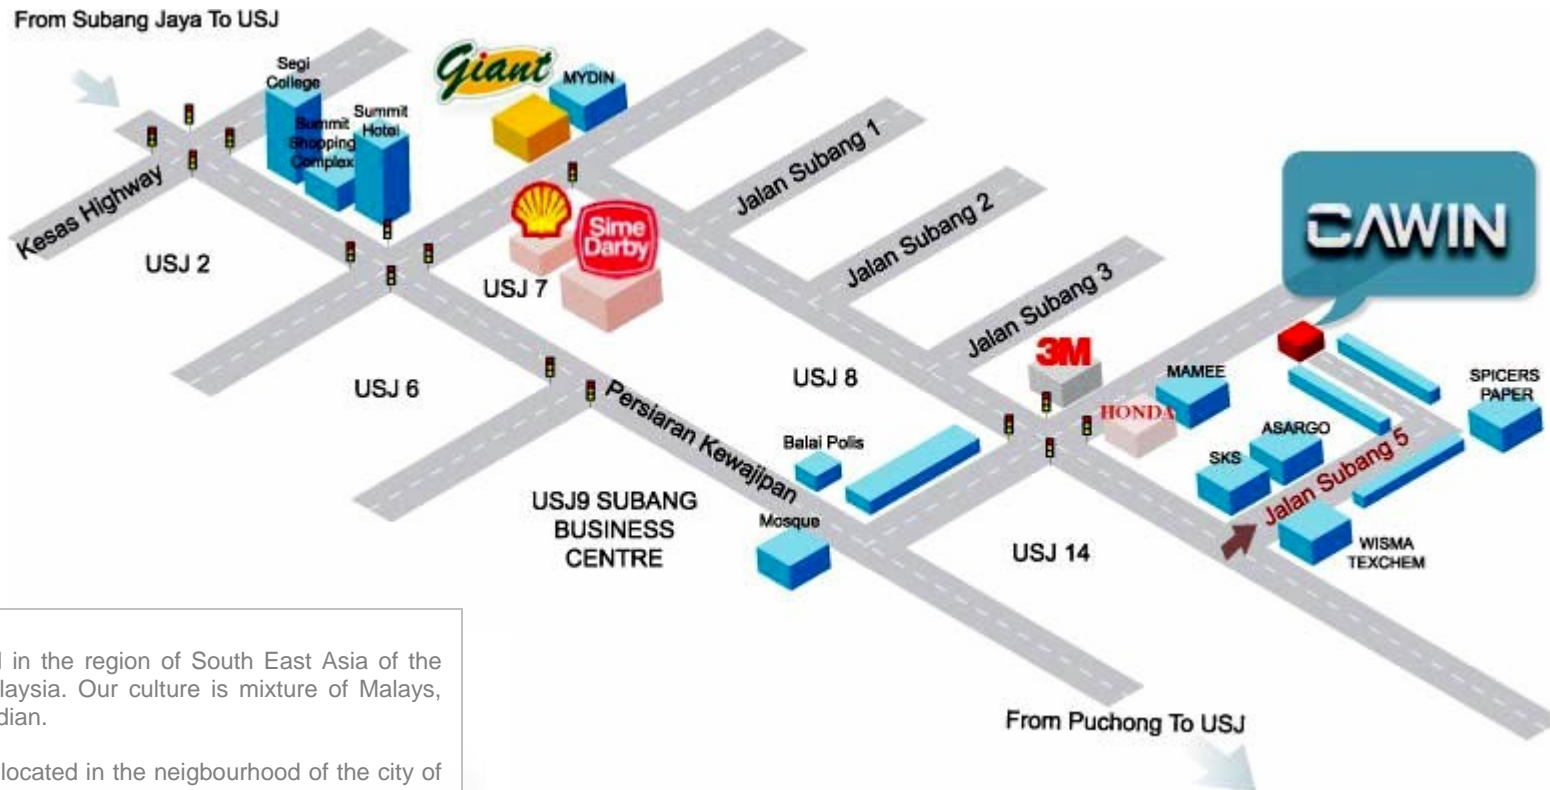 From Subang Jaya To USJ
Segi
College
Summit
Shopping
Complex
Summit
Hotel
Giant
MYDIN
Kesas Highway
USJ 2
Jalan Subang 1
Sime
Darby
USJ 7
Jalan Subang 2
CAWIN
Jalan Subang 3
3M
USJ 6
USJ 8
MAMEE
HONDA
SPICERS
PAPER
Persiaran Kewajipan
Balai Polis
ASARGO
SKS
Jalan Subang 5
USJ9 SUBANG
BUSINESS
CENTRE
Mosque
USJ 14
WISMA
TEXCHEM
in the region of South East Asia of the
laysia. Our culture is mixture of Malays,
dian.
located in the neigbourhood of the city of
From Puchong To USJ